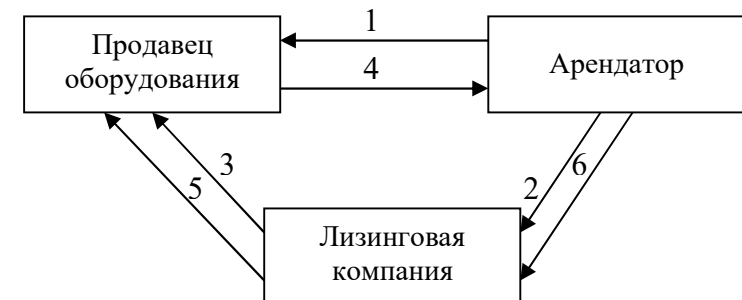 1
Продавец
оборудования
Арендатор
4
3
5
2
6
Лизинговая
компания